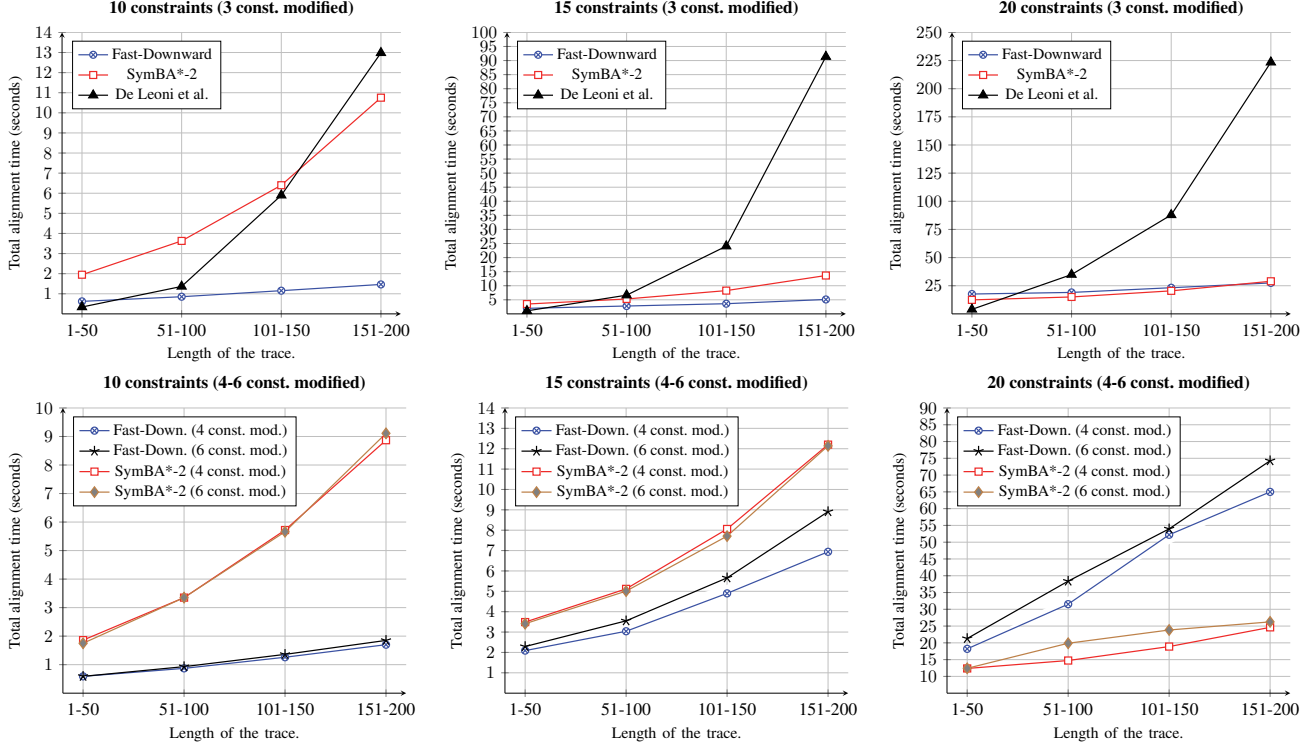 10 constraints (3 const. modified)
Total alignment time (seconds)
14
13
12
11
10
9
8
7
6
5
4
3
2
1
Fast-Downward
SymBA*-2
De Leoni et al.
1-50 51-100 101-150 151-200
Length of the trace.
15 constraints (3 const. modified)
Total alignment time (seconds)
100
95
90
85
80
75
70
65
60
55
50
45
40
35
30
25
20
15
10
5
Fast-Downward
SymBA*-2
De Leoni et al.
1-50 51-100 101-150 151-200
Length of the trace.
20 constraints (3 const. modified)
Total alignment time (seconds)
250
225
200
175
150
125
100
75
50
25
Fast-Downward
SymBA*-2
De Leoni et al.
1-50 51-100 101-150 151-200
Length of the trace.
10 constraints (4-6 const. modified)
Total alignment time (seconds)
10
9
8
7
6
5
4
3
2
1
Fast-Down. (4 const. mod.)
Fast-Down. (6 const. mod.)
SymBA*-2 (4 const. mod.)
SymBA*-2 (6 const. mod.)
1-50 51-100 101-150 151-200
Length of the trace.
15 constraints (4-6 const. modified)
Total alignment time (seconds)
14
13
12
11
10
9
8
7
6
5
4
3
2
1
Fast-Down. (4 const. mod.)
Fast-Down. (6 const. mod.)
SymBA*-2 (4 const. mod.)
SymBA*-2 (6 const. mod.)
1-50 51-100 101-150 151-200
Length of the trace.
20 constraints (4-6 const. modified)
Total alignment time (seconds)
90
85
80
75
70
65
60
55
50
45
40
35
30
25
20
15
10
Fast-Down. (4 const. mod.)
Fast-Down. (6 const. mod.)
SymBA*-2 (4 const. mod.)
SymBA*-2 (6 const. mod.)
1-50 51-100 101-150 151-200
Length of the trace.